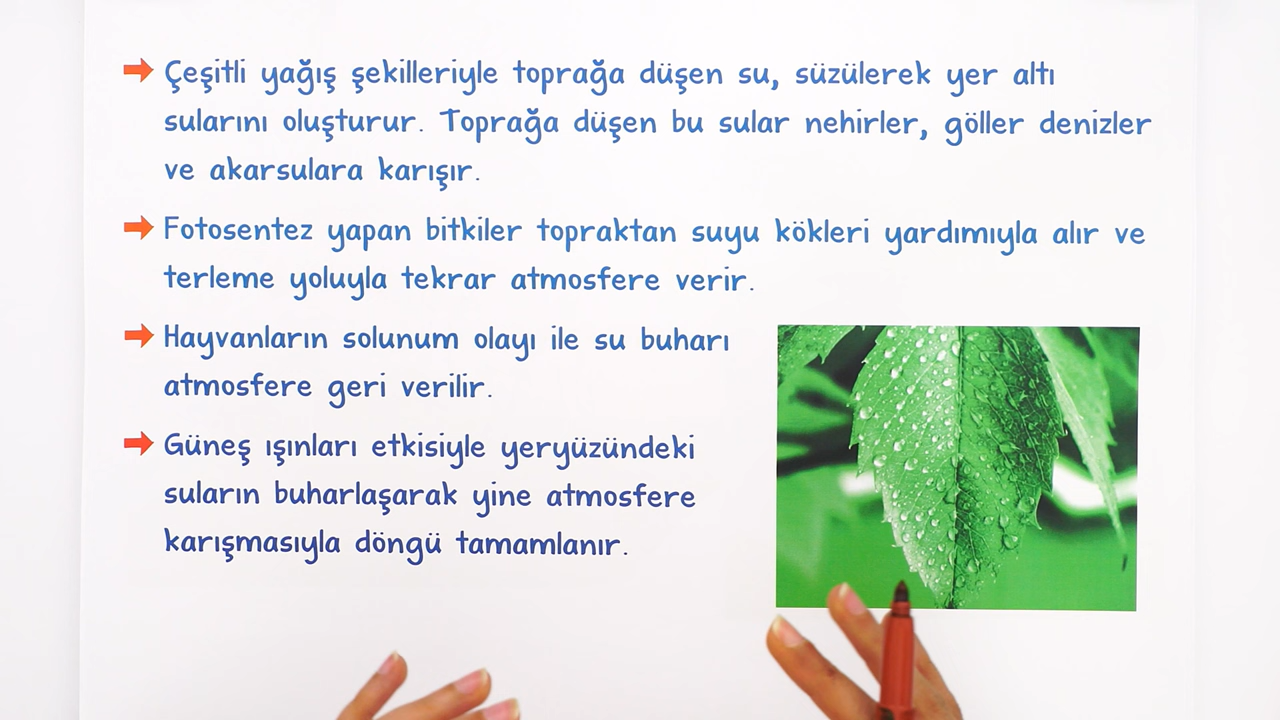 Çeşitli yağış şekilleriyle toprağa düşen su, süzülerek yer altı
sularını oluşturur. Toprağa düşen bu sular nehirler, göller denizler
ve akarsulara karışır.
Fotosentez yapan bitkiler topraktan suyu kökleri yardımıyla alır ve
terleme yoluyla tekrar atmosfere verir.
Hayvanların solunum olayı ile su buharı
atmosfere geri verilir.
Güneş ışınları etkisiyle yeryüzündeki
suların buharlaşarak yine atmosfere
karışmasıyla döngü tamamlanır.